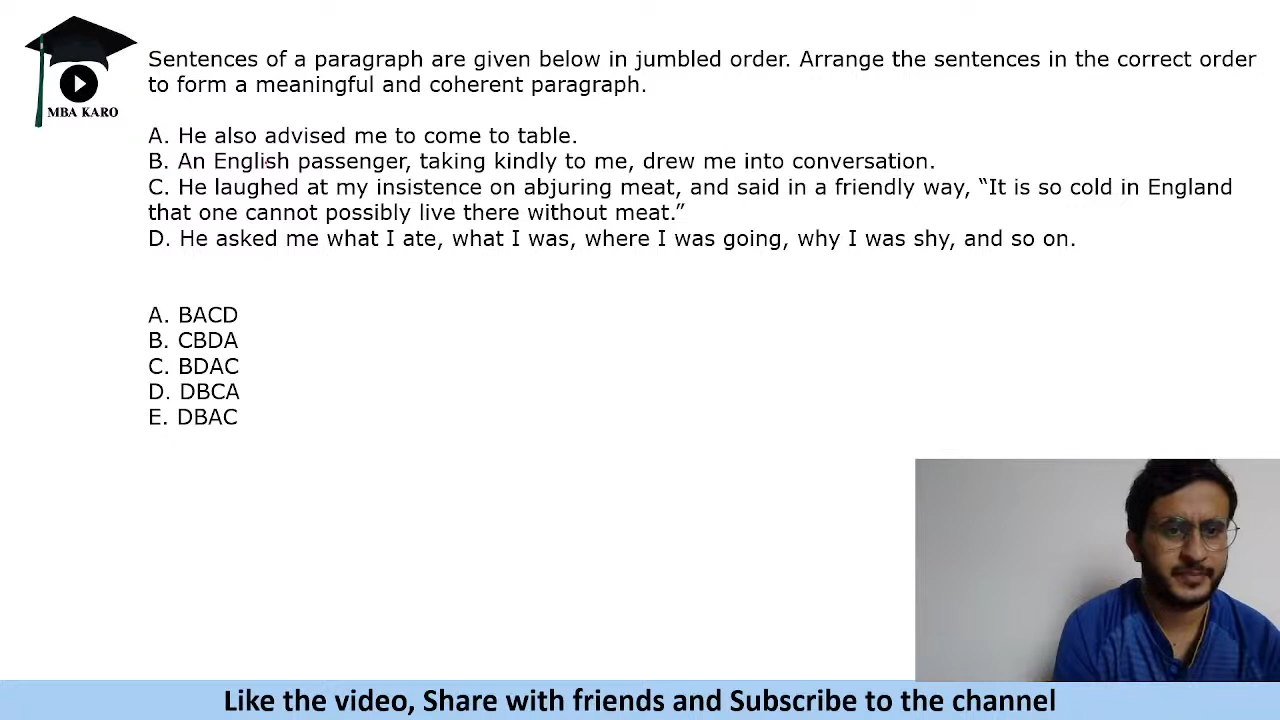 MBA KARO
Sentences of a paragraph are given below in jumbled order. Arrange the sentences in the correct order
to form a meaningful and coherent paragraph.
A. He also advised me to come to table.
B. An English passenger, taking kindly to me, drew me into conversation.
C. He laughed at my insistence on abjuring meat, and said in a friendly way, “It is so cold in England
that one cannot possibly live there without meat.”
D. He asked me what I ate, what I was, where I was going, why I was shy, and so on.
A. BACD
B. CBDA
C. BDAC
D. DBCA
E. DBAC
Like the video, Share with friends and Subscribe to the channel